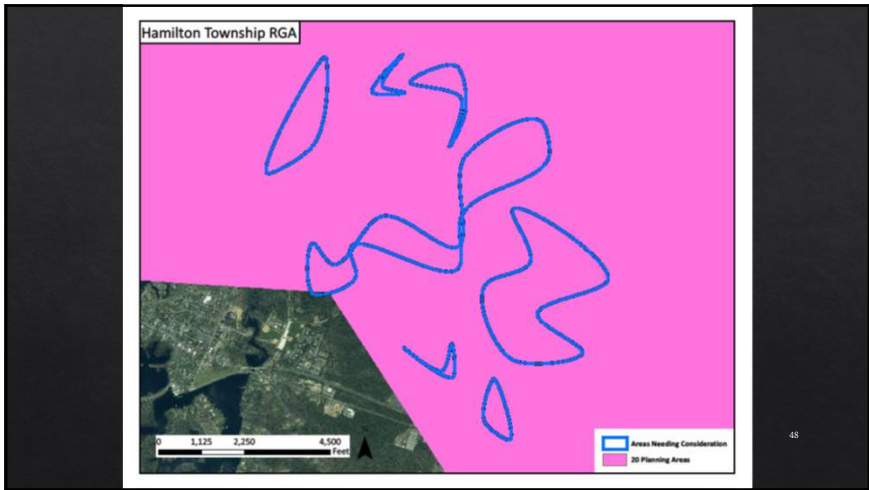 Hamilton Township RGA
0 1,125 2,250 4,500
Feet
Areas Needing Consideration
20 Planning Areas
48